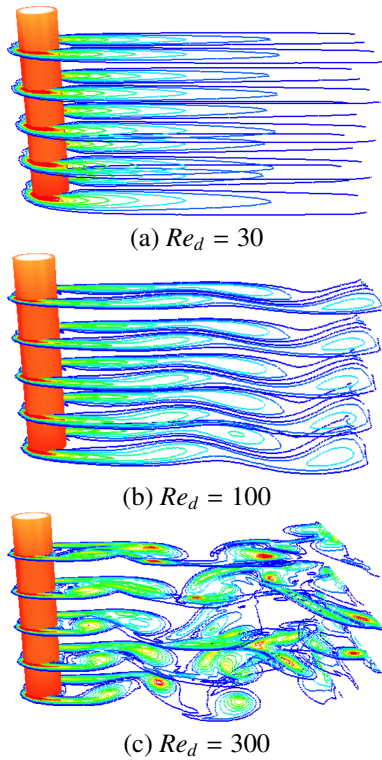 (a) Re_d = 30
(b) Re_d = 100
(c) Re_d = 300